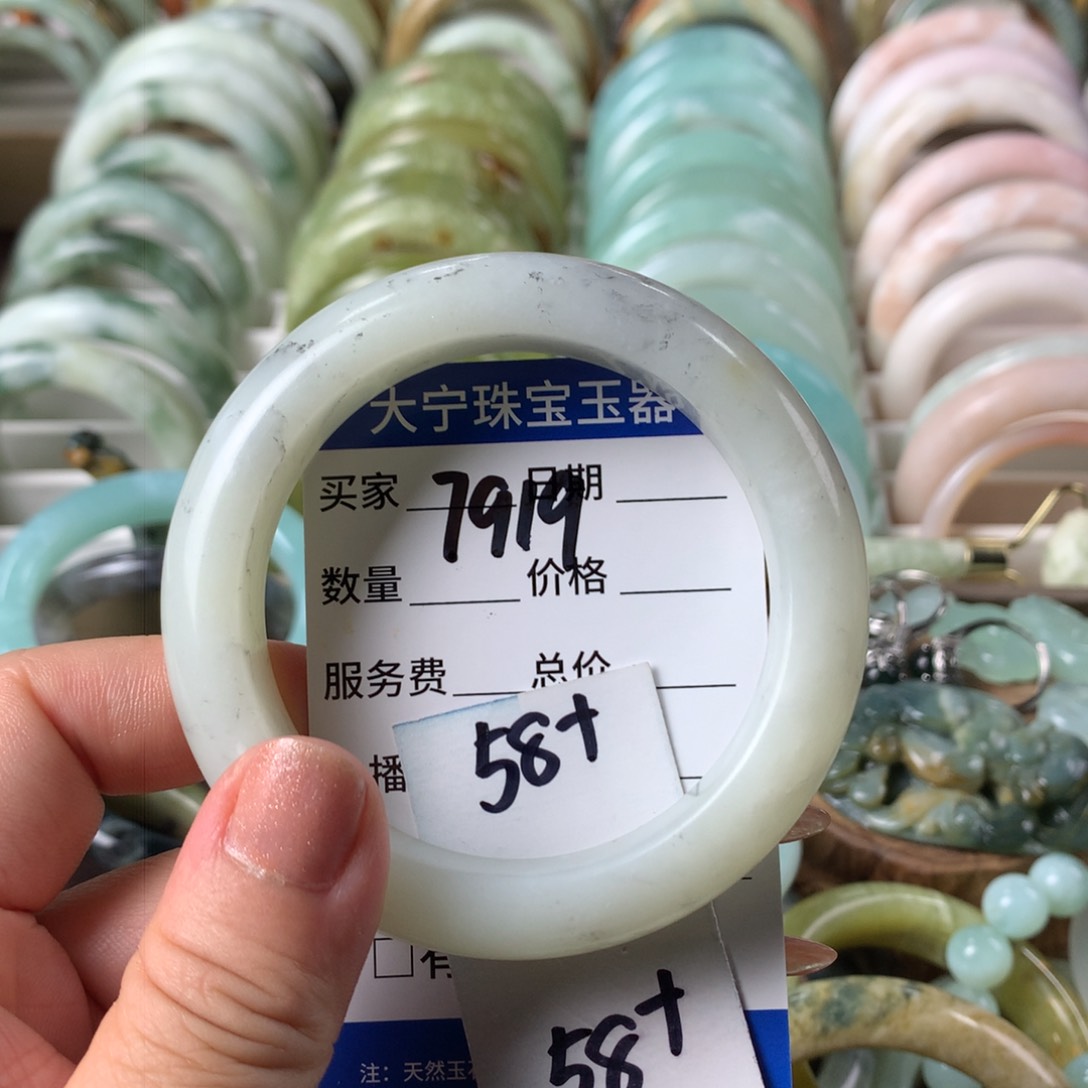 大宁珠宝玉器
买家 7919 日期
数量 价格
服务费 总价
播
58+
□有
58+
注：天然玉